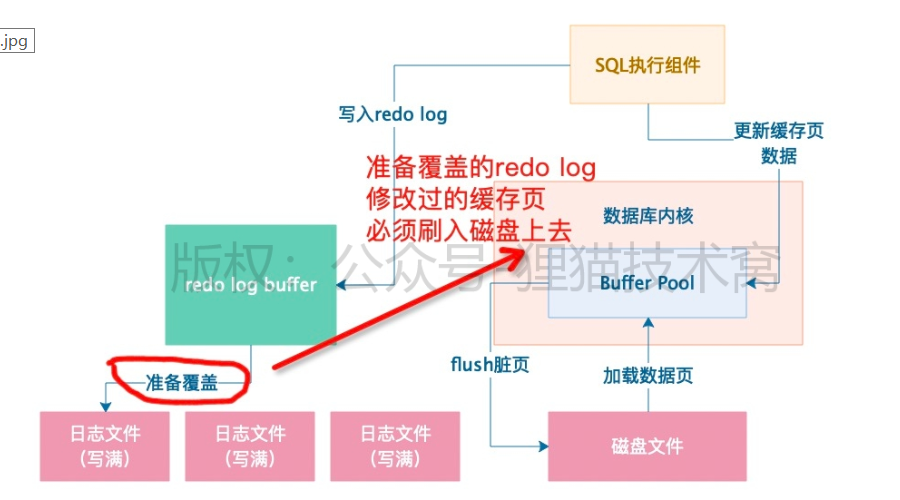 .jpg
SQL执行组件
写入redo log
更新缓存页
数据
准备覆盖的redo log
修改过的缓存页
必须刷入磁盘上去
数据库内核
版权：公众号 狸猫技术窝
redo log buffer
Buffer Pool
flush脏页
加载数据页
准备覆盖
日志文件
（写满）
日志文件
（写满）
日志文件
（写满）
磁盘文件